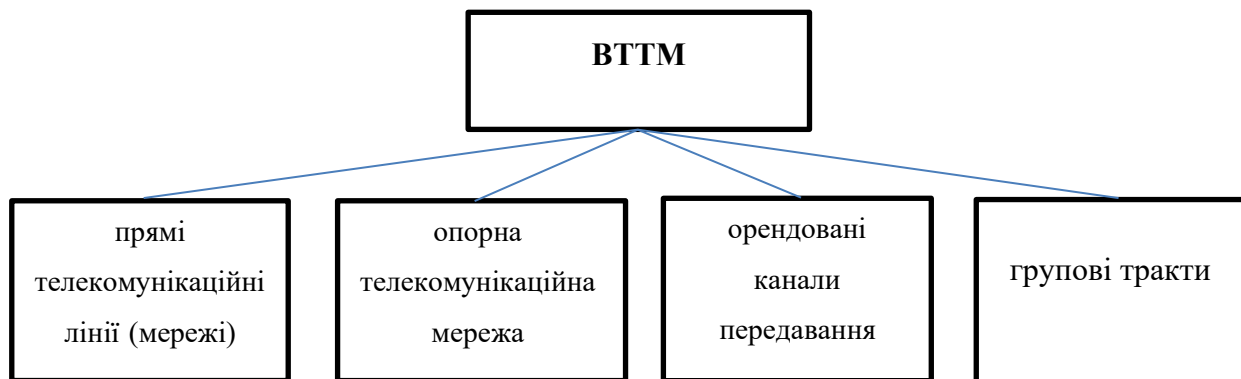 ВТТМ
прямі
телекомунікаційні
лінії (мережі)
опорна
телекомунікаційна
мережа
орендовані
канали
передавання
групові тракти